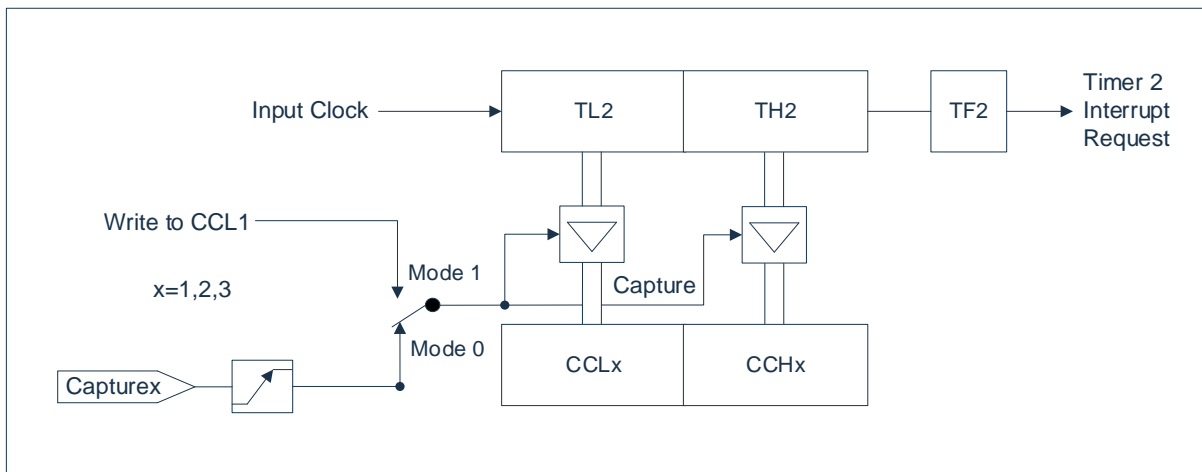 Input Clock
TL2
TH2
TF2
Timer 2
Interrupt
Request
Write to CCL1
Mode 1
x=1,2,3
Capture
Mode 0
CCLx
CCHx
Capturex